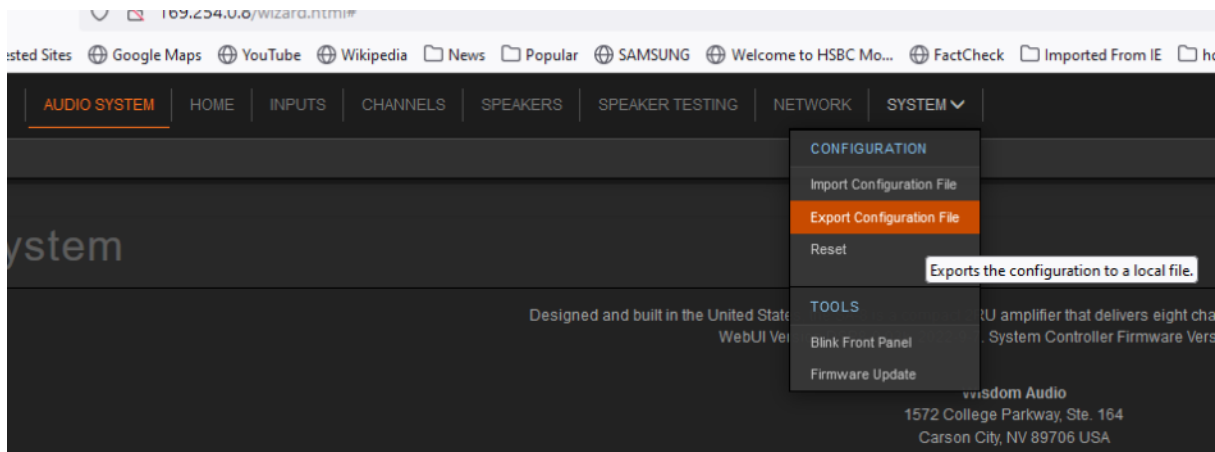 169.254.0.8/wizard.html#
ested Sites Google Maps YouTube Wikipedia News Popular SAMSUNG Welcome to HSBC Mo... FactCheck Imported From IE
AUDIO SYSTEM HOME INPUTS CHANNELS SPEAKERS SPEAKER TESTING NETWORK SYSTEM
CONFIGURATION
Import Configuration File
Export Configuration File
Reset
Exports the configuration to a local file.
TOOLS
Blink Front Panel
Firmware Update
ystem
Designed and built in the United State RU amplifier that delivers eight cha
WebUI Ver . System Controller Firmware Vers
Wisdom Audio
1572 College Parkway, Ste. 164
Carson City, NV 89706 USA